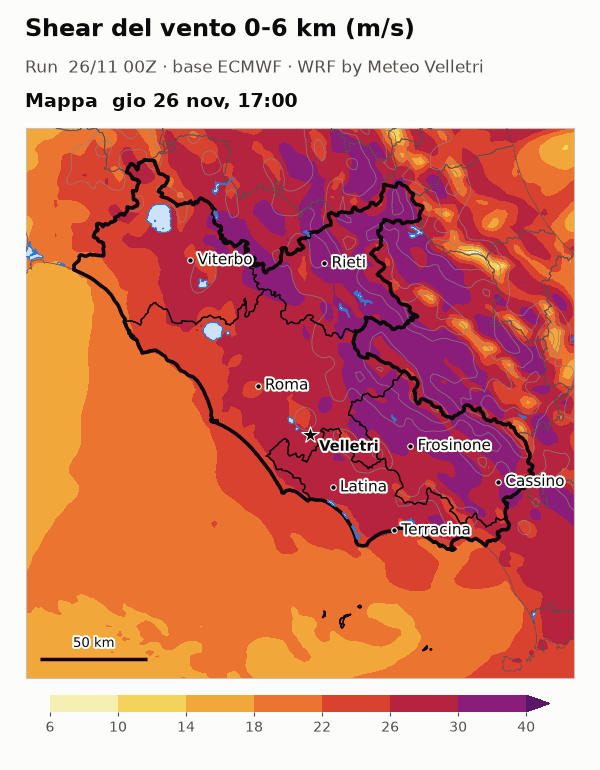 Shear del vento 0-6 km (m/s)
Run  26/11 00Z · base ECMWF · WRF by Meteo Velletri
Mappa  gio 26 nov, 17:00
Viterbo
Rieti
Roma
Velletri
Frosinone
Cassino
Latina
Terracina
50 km
6 10 14 18 22 26 30 40